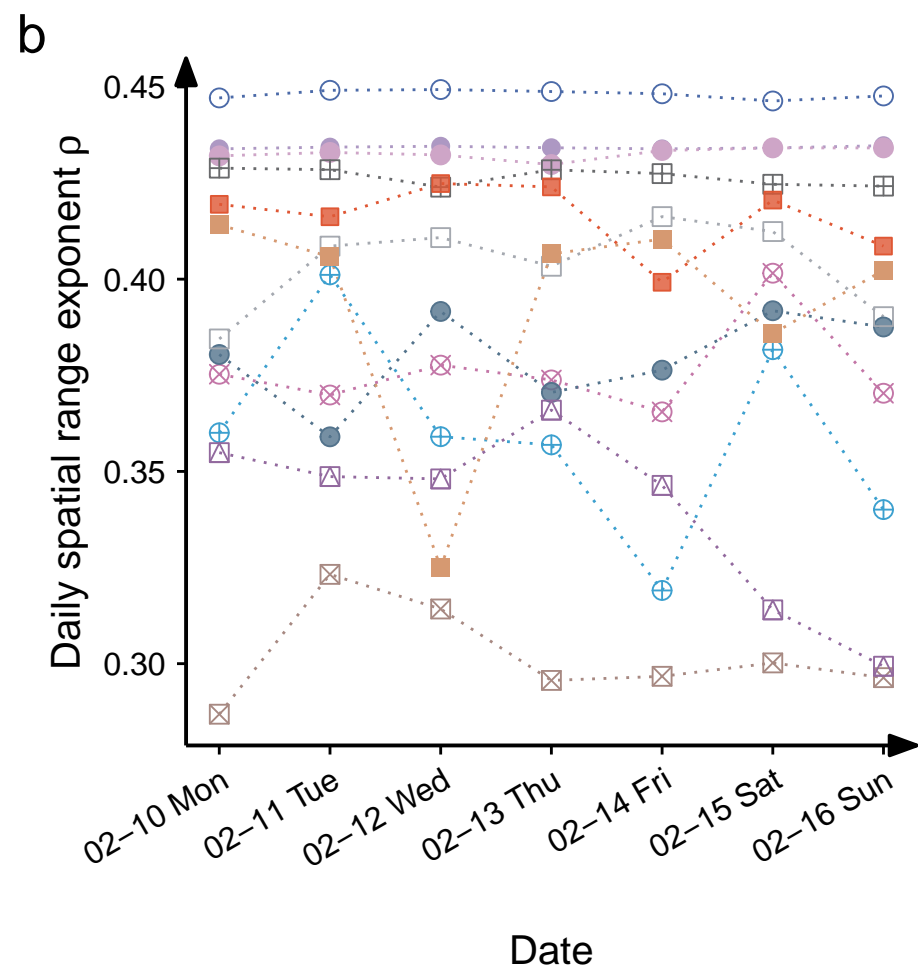 b
Daily spatial range exponent ρ
0.45
0.40
0.35
0.30
02–10 Mon
02–11 Tue
02–12 Wed
02–13 Thu
02–14 Fri
02–15 Sat
02–16 Sun
Date